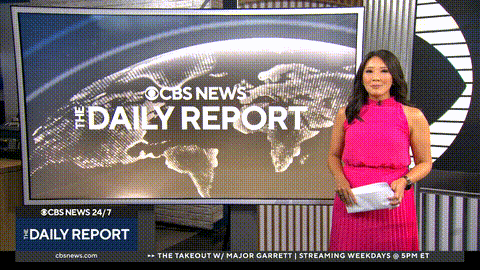 CBS NEWS
THE DAILY REPORT
CBS NEWS 24/7
THE DAILY REPORT
cbsnews.com
THE TAKEOUT W/ MAJOR GARRETT | STREAMING WEEKDAYS @ 5PM ET